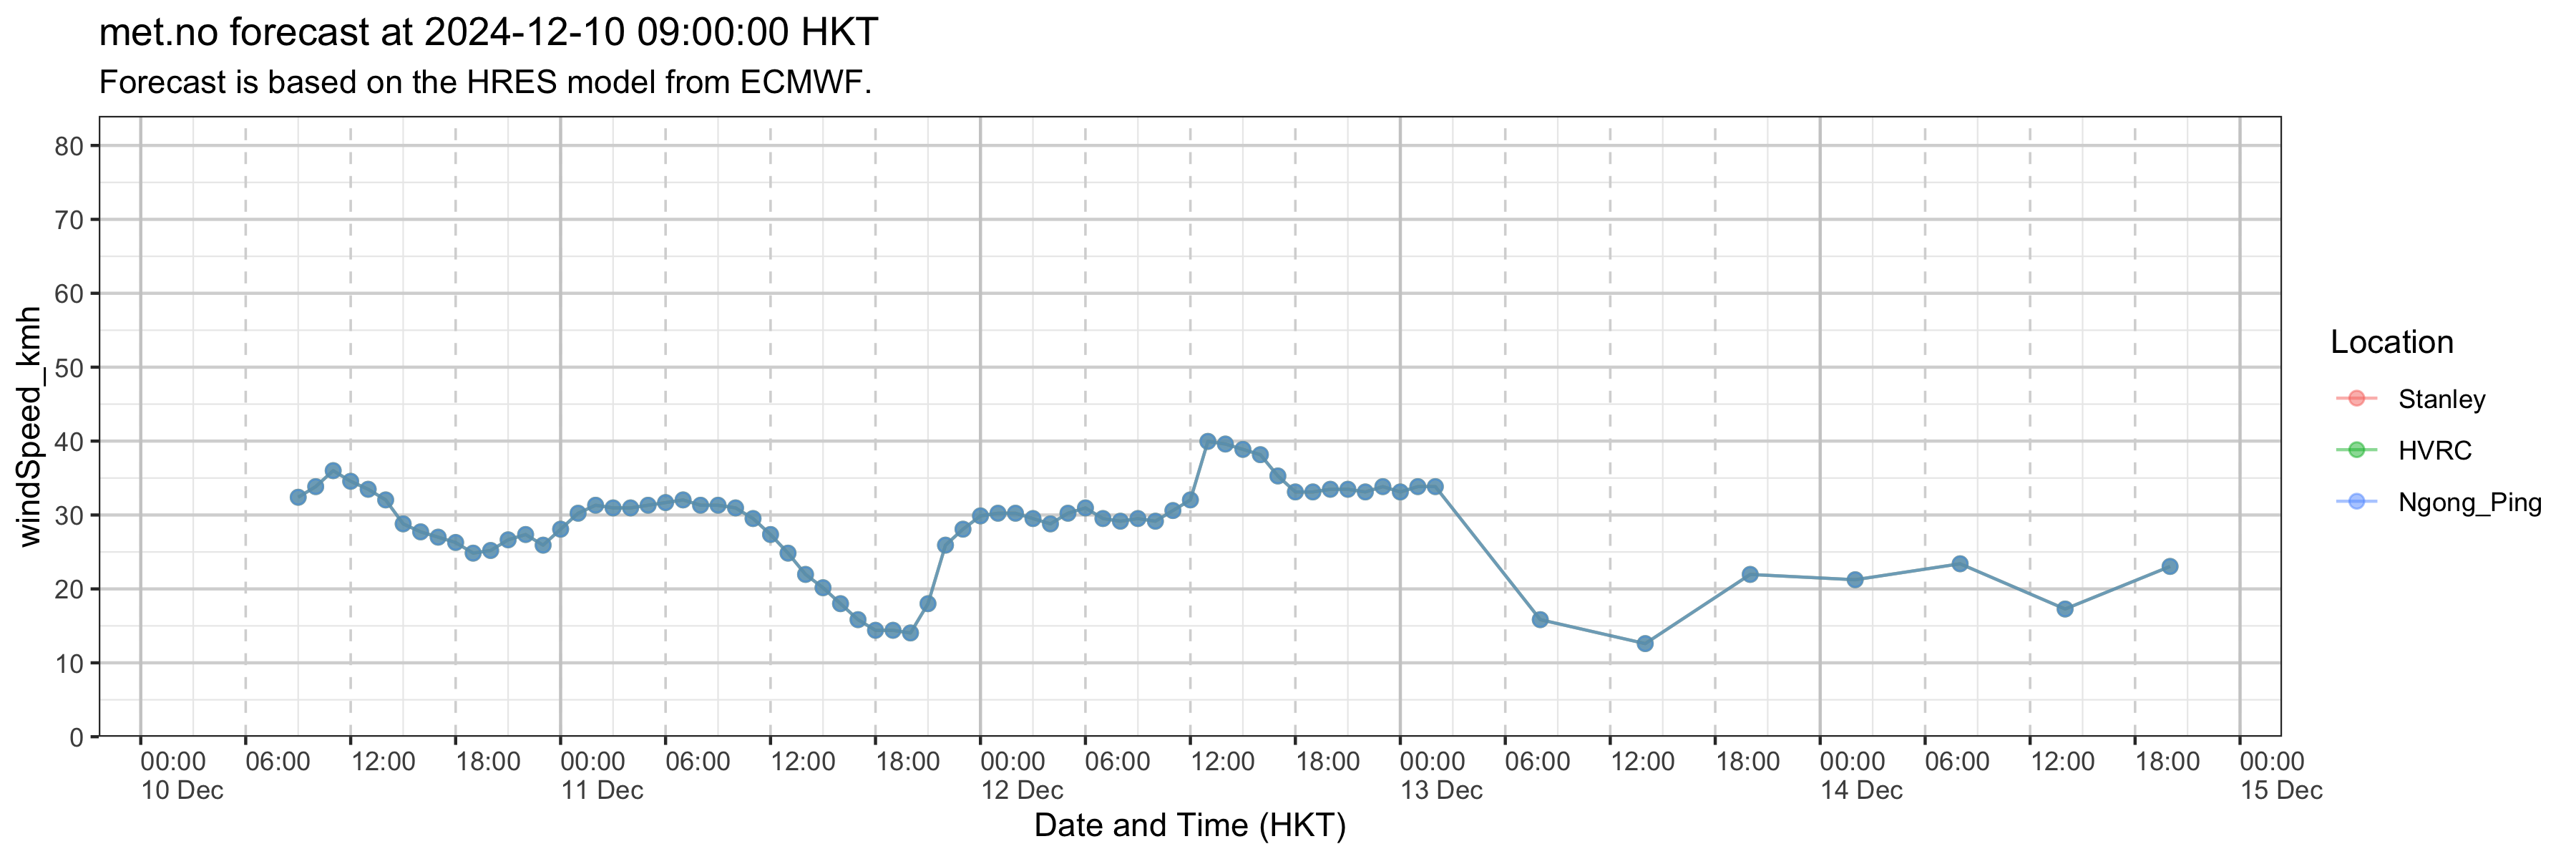 met.no forecast at 2024-12-10 09:00:00 HKT
Forecast is based on the HRES model from ECMWF.
windSpeed_kmh
80
70
60
50
40
30
20
10
0
00:00 06:00 12:00 18:00 00:00 06:00 12:00 18:00 00:00 06:00 12:00 18:00 00:00 06:00 12:00 18:00 00:00 06:00 12:00 18:00 00:00
10 Dec 11 Dec 12 Dec 13 Dec 14 Dec 15 Dec
Date and Time (HKT)
Location
Stanley
HVRC
Ngong_Ping